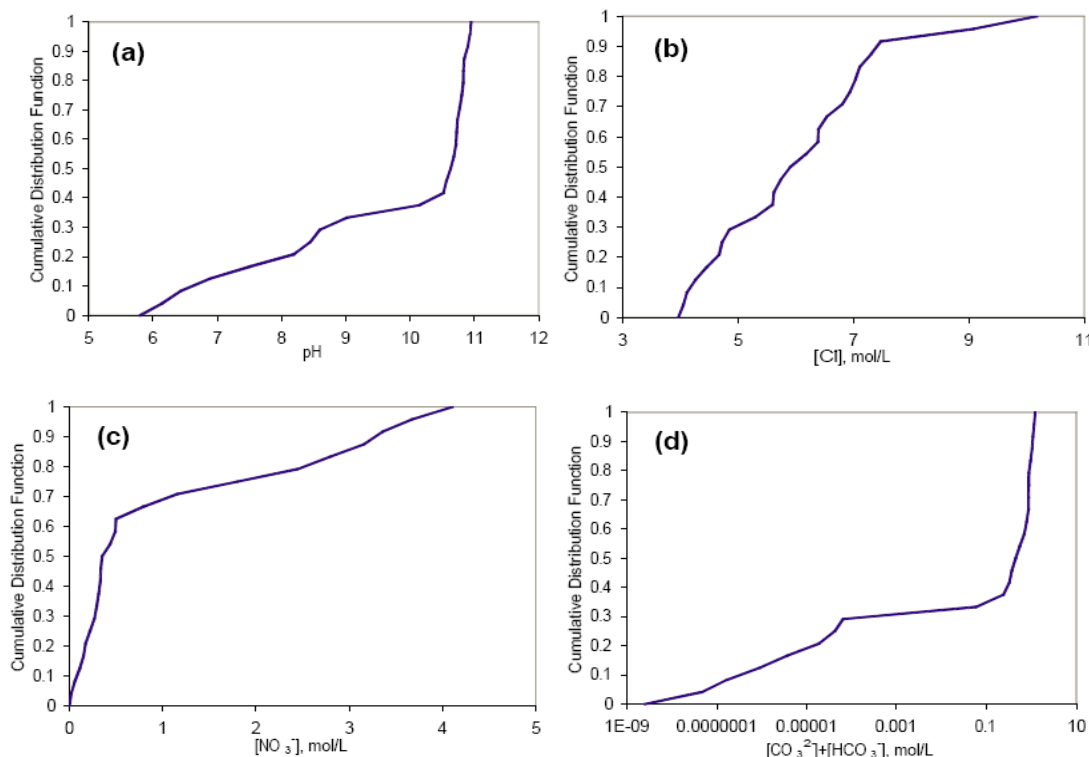 (a)
Cumulative Distribution Function
1
0.9
0.8
0.7
0.6
0.5
0.4
0.3
0.2
0.1
0
5 6 7 8 9 10 11 12
pH
(b)
Cumulative Distribution Function
1
0.9
0.8
0.7
0.6
0.5
0.4
0.3
0.2
0.1
0
3 5 7 9 11
[Cl], mol/L
(c)
Cumulative Distribution Function
1
0.9
0.8
0.7
0.6
0.5
0.4
0.3
0.2
0.1
0
0 1 2 3 4 5
[NO₃⁻], mol/L
(d)
Cumulative Distribution Function
1
0.9
0.8
0.7
0.6
0.5
0.4
0.3
0.2
0.1
0
1E-09 0.0000001 0.00001 0.001 0.1 10
[CO₃²]+[HCO₃⁻], mol/L